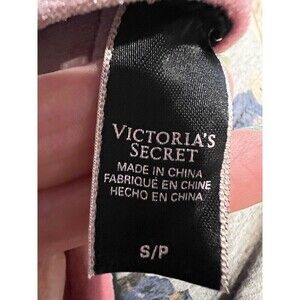 VICTORIA'S
SECRET
MADE IN CHINA
FABRIQUÉ EN CHINE
HECHO EN CHINA
S/P